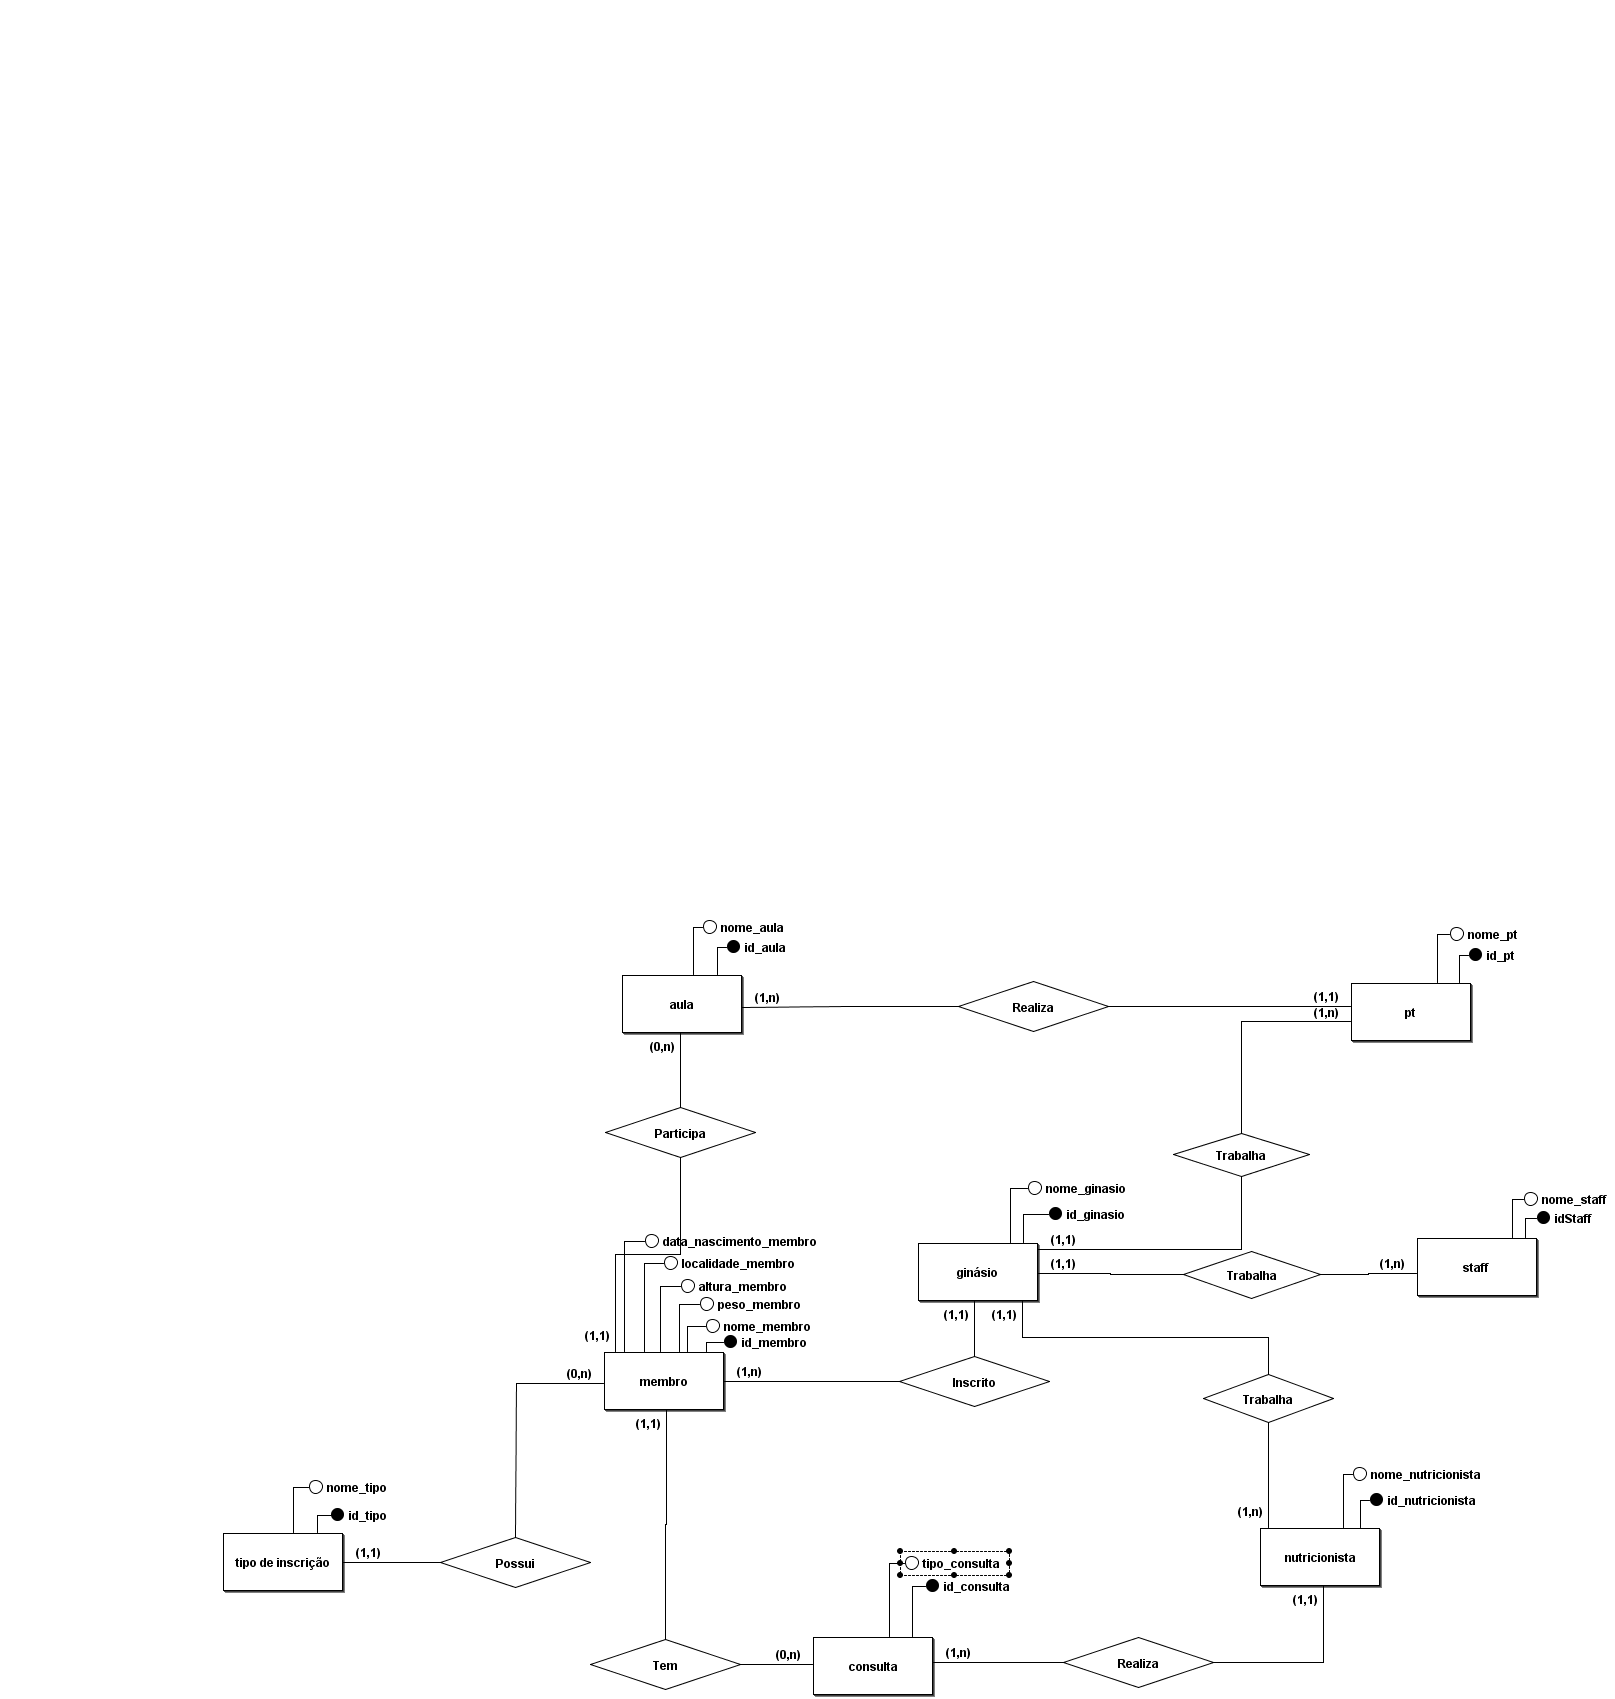 nome_aula
id_aula
aula
(1,n)
Realiza
(1,1)
(1,n)
nome_pt
id_pt
pt
(0,n)
Participa
Trabalha
nome_ginasio
id_ginasio
ginásio
(1,1)
(1,1)
Trabalha
(1,n)
nome_staff
idStaff
staff
data_nascimento_membro
localidade_membro
altura_membro
peso_membro
nome_membro
id_membro
(1,1)
membro
(1,n)
(1,1)
(1,1)
Inscrito
Trabalha
(0,n)
(1,1)
(1,n)
nome_nutricionista
id_nutricionista
nutricionista
(1,1)
nome_tipo
id_tipo
tipo de inscrição
(1,1)
Possui
tipo_consulta
id_consulta
Tem
(0,n)
consulta
(1,n)
Realiza